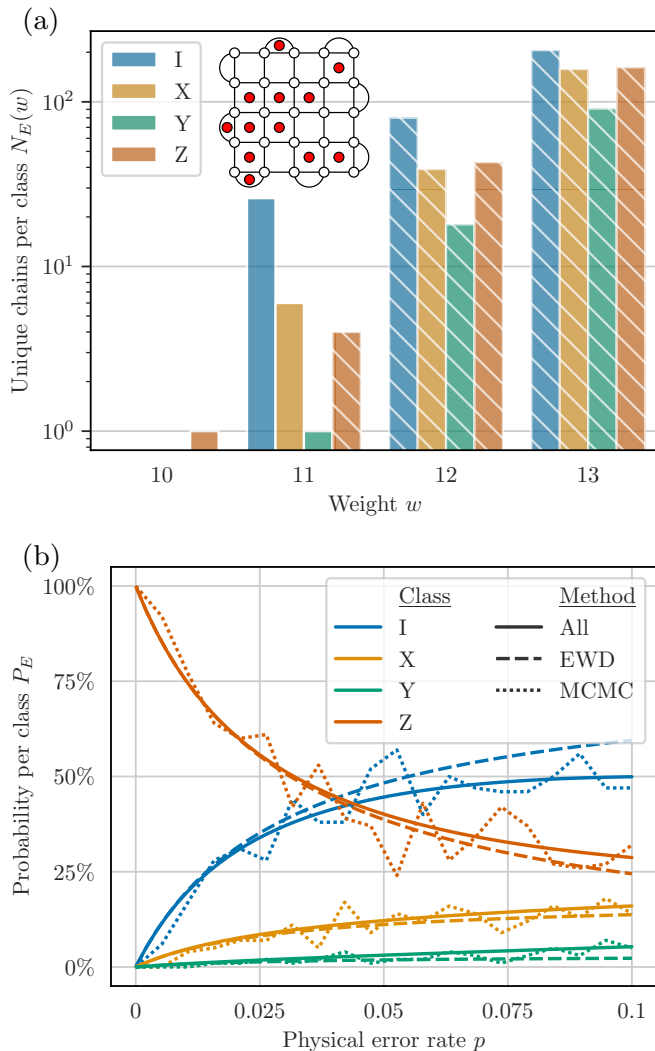 (a)
Unique chains per class N_E(w)
10^2
10^1
10^0
I
X
Y
Z
10 11 12 13
Weight w
(b)
Probability per class P_E
100%
75%
50%
25%
0%
Class Method
I All
X EWD
Y MCMC
Z
0 0.025 0.05 0.075 0.1
Physical error rate p